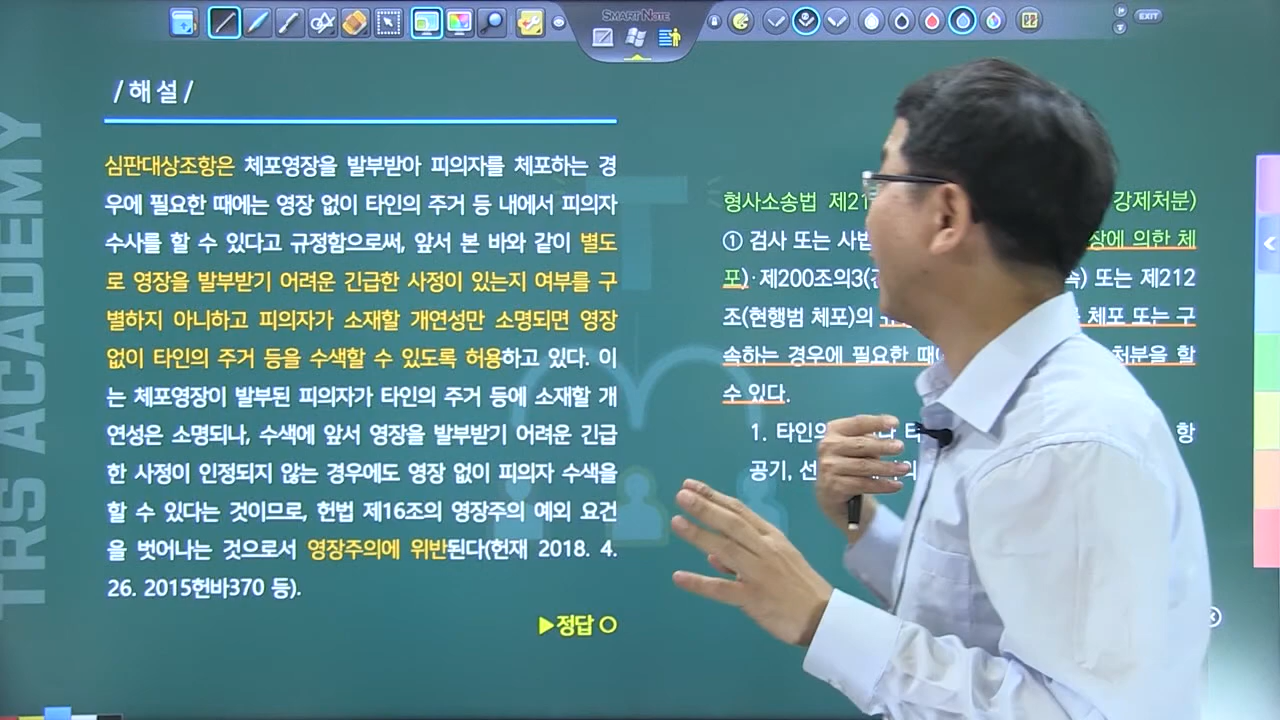 SMART NOTE
EXIT
/ 해 설 /
심판대상조항은 체포영장을 발부받아 피의자를 체포하는 경
우에 필요한 때에는 영장 없이 타인의 주거 등 내에서 피의자
수사를 할 수 있다고 규정함으로써, 앞서 본 바와 같이 별도
로 영장을 발부받기 어려운 긴급한 사정이 있는지 여부를 구
별하지 아니하고 피의자가 소재할 개연성만 소명되면 영장
없이 타인의 주거 등을 수색할 수 있도록 허용하고 있다. 이
는 체포영장이 발부된 피의자가 타인의 주거 등에 소재할 개
연성은 소명되나, 수색에 앞서 영장을 발부받기 어려운 긴급
한 사정이 인정되지 않는 경우에도 영장 없이 피의자 수색을
할 수 있다는 것이므로, 헌법 제16조의 영장주의 예외 요건
을 벗어나는 것으로서 영장주의에 위반된다(헌재 2018. 4.
26. 2015헌바370 등).
▶정답 O
형사소송법 제21 강제처분)
① 검사 또는 사법 장에 의한 체
포)·제200조의3( 속) 또는 제212
조(현행범 체포)의 체포 또는 구
속하는 경우에 필요한 때 처분을 할
수 있다.
1. 타인의 항
공기, 선
TRS ACADEMY